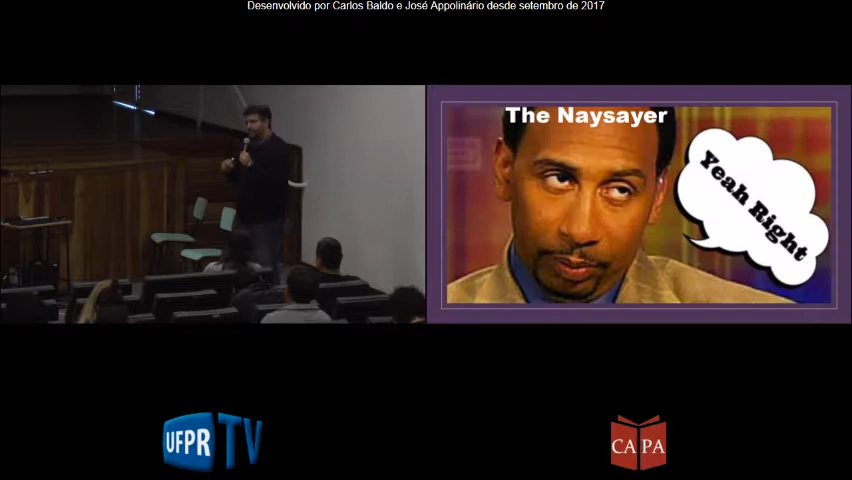 Desenvolvido por Carlos Baldo e José Appolinário desde setembro de 2017
The Naysayer
Yeah Right
UFPR TV
CAPA